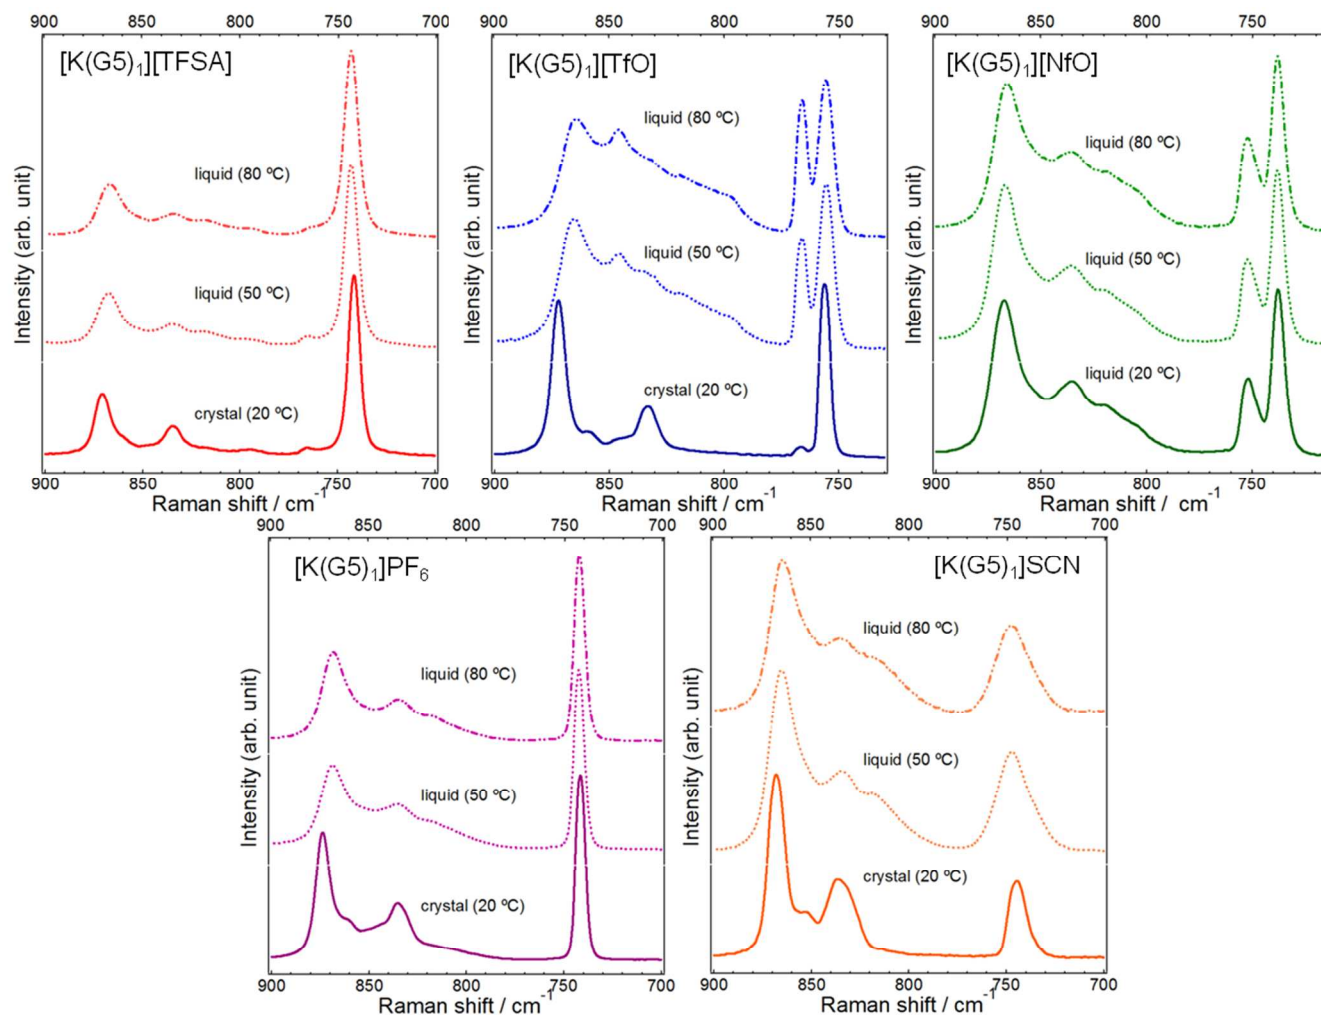 900 850 800 750 700
[K(G5)₁][TFSA]
liquid (80 ºC)
liquid (50 ºC)
crystal (20 ºC)
Intensity (arb. unit)
900 850 800 750 700
Raman shift / cm⁻¹
900 850 800 750
[K(G5)₁][TfO]
liquid (80 ºC)
liquid (50 ºC)
crystal (20 ºC)
Intensity (arb. unit)
900 850 800 750
Raman shift / cm⁻¹
900 850 800 750
[K(G5)₁][NfO]
liquid (80 ºC)
liquid (50 ºC)
liquid (20 ºC)
Intensity (arb. unit)
900 850 800 750
Raman shift / cm⁻¹
900 850 800 750 700
[K(G5)₁]PF₆
liquid (80 ºC)
liquid (50 ºC)
crystal (20 ºC)
Intensity (arb. unit)
900 850 800 750 700
Raman shift / cm⁻¹
900 850 800 750 700
[K(G5)₁]SCN
liquid (80 ºC)
liquid (50 ºC)
crystal (20 ºC)
Intensity (arb. unit)
900 850 800 750 700
Raman shift / cm⁻¹